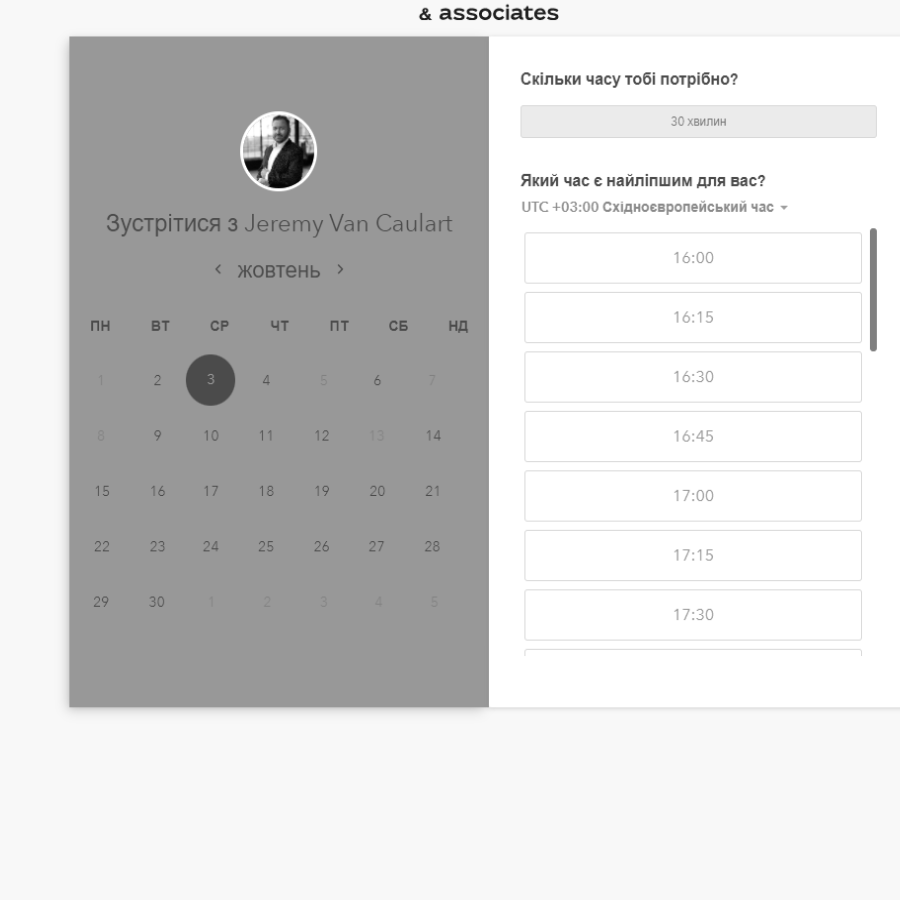 & associates
Зустрітися з Jeremy Van Caulart
жовтень
ПН ВТ СР ЧТ ПТ СБ НД
1 2 3 4 5 6 7
8 9 10 11 12 13 14
15 16 17 18 19 20 21
22 23 24 25 26 27 28
29 30 1 2 3 4 5
Скільки часу тобі потрібно?
30 хвилин
Який час є найліпшим для вас?
UTC +03:00 Східноєвропейський час
16:00
16:15
16:30
16:45
17:00
17:15
17:30